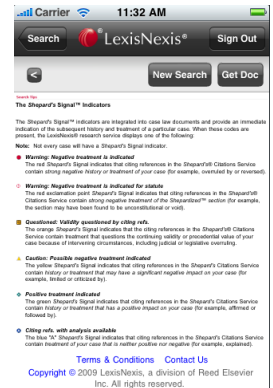 Carrier 11:32 AM
Search LexisNexis® Sign Out
< New Search Get Doc
Search Tips
The Shepard's Signal™ Indicators
The Shepard's Signal™ indicators are integrated into case law documents and provide an immediate
indication of the subsequent history and treatment of a particular case. When these codes are
present, the LexisNexis® research service displays one of the following:
Note: Not every case will have a Shepard's Signal indicator.
Warning: Negative treatment is indicated
The red Shepard's Signal indicates that citing references in the Shepard's® Citations Service
contain strong negative history or treatment of your case (for example, overruled by or reversed).
Warning: Negative treatment indicated for statute
The red exclamation point Shepard's Signal indicates that citing references in the Shepard's®
Citations Service contain strong negative treatment of the Shepardized™ section (for example,
the section may have been found to be unconstitutional or void).
Questioned: Validity questioned by citing refs.
The orange Shepard's Signal indicates that the citing references in the Shepard's® Citations
Service contain treatment that questions the continuing validity or precedential value of your
case because of intervening circumstances, including judicial or legislative overruling.
Caution: Possible negative treatment indicated
The yellow Shepard's Signal indicates that citing references in the Shepard's Citations Service
contain history or treatment that may have a significant negative impact on your case (for
example, limited or criticized by).
Positive treatment indicated
The green Shepard's Signal indicates that citing references in the Shepard's® Citations Service
contain history or treatment that has a positive impact on your case (for example, affirmed or
followed by).
Citing refs. with analysis available
The blue "A" Shepard's Signal indicates that citing references in the Shepard's® Citations Service
contain treatment of your case that is neither positive nor negative (for example, explained).
Terms & Conditions Contact Us
Copyright © 2009 LexisNexis, a division of Reed Elsevier
Inc. All rights reserved.